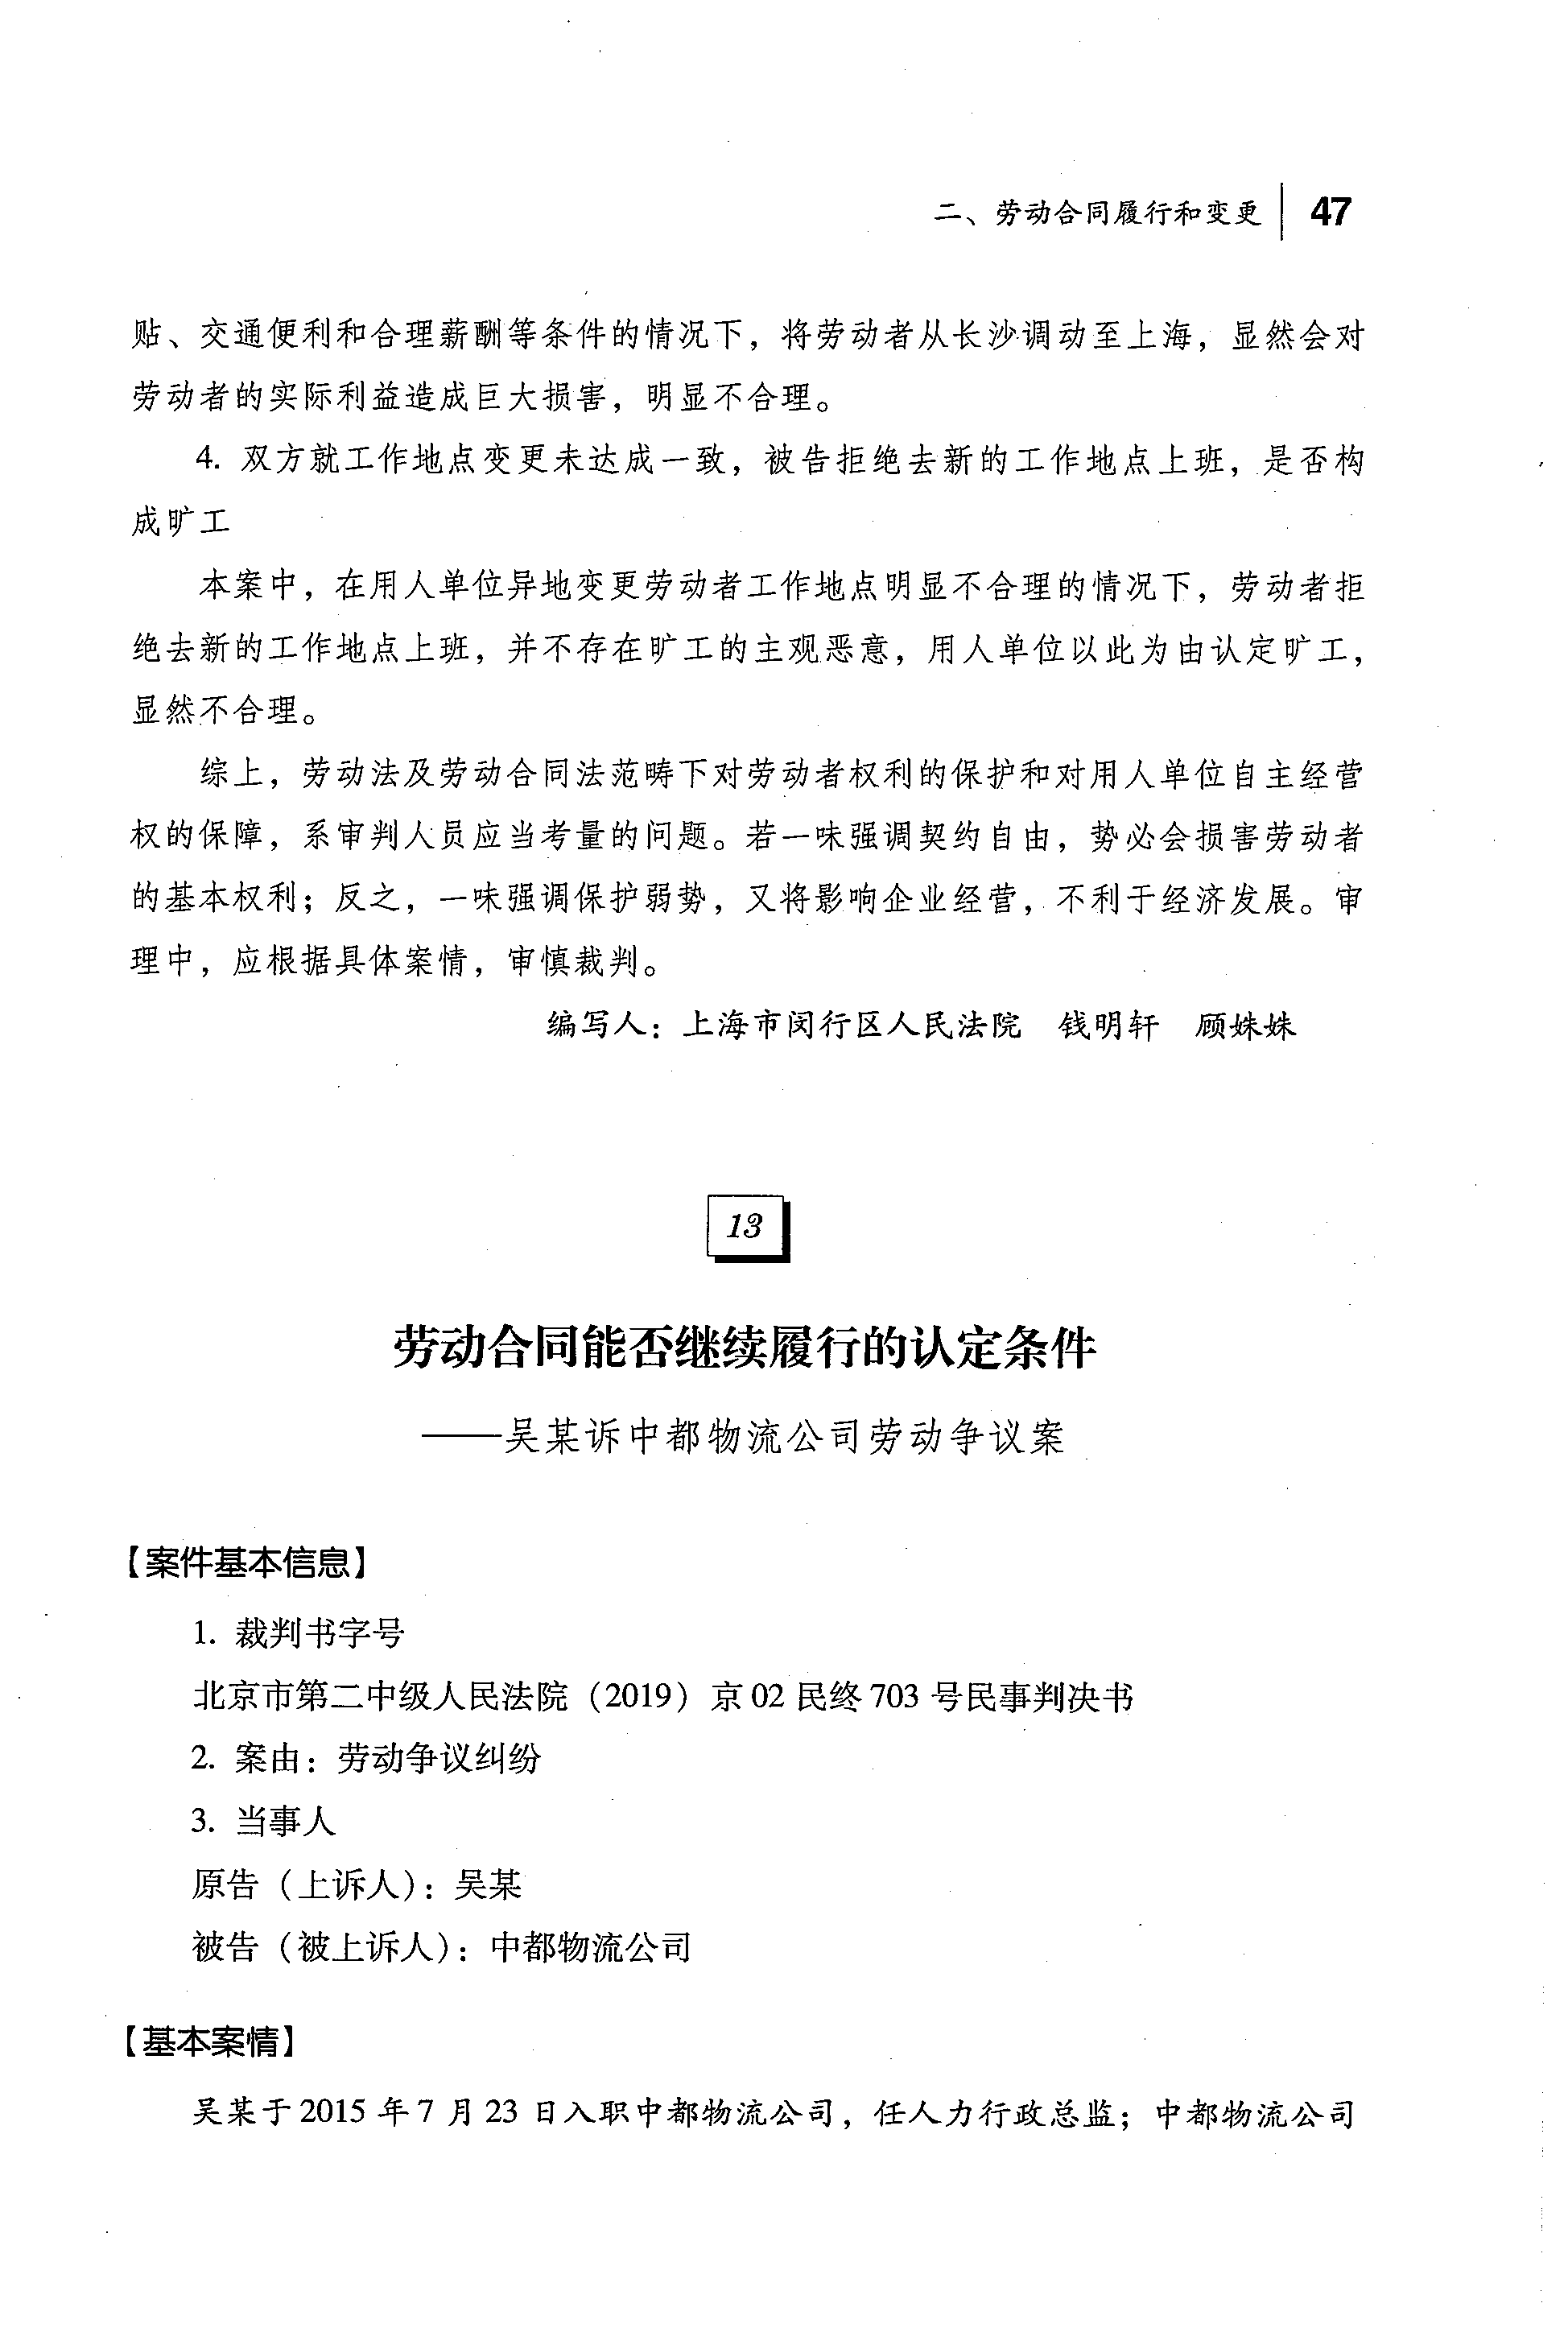 二、劳动合同履行和变更 47
贴、交通便利和合理薪酬等条件的情况下，将劳动者从长沙调动至上海，显然会对
劳动者的实际利益造成巨大损害，明显不合理。
4. 双方就工作地点变更未达成一致，被告拒绝去新的工作地点上班，是否构
成旷工
本案中，在用人单位异地变更劳动者工作地点明显不合理的情况下，劳动者拒
绝去新的工作地点上班，并不存在旷工的主观恶意，用人单位以此为由认定旷工，
显然不合理。
综上，劳动法及劳动合同法范畴下对劳动者权利的保护和对用人单位自主经营
权的保障，系审判人员应当考量的问题。若一味强调契约自由，势必会损害劳动者
的基本权利；反之，一味强调保护弱势，又将影响企业经营，不利于经济发展。审
理中，应根据具体案情，审慎裁判。
编写人：上海市闵行区人民法院 钱明轩 顾姝姝
13
劳动合同能否继续履行的认定条件
——吴某诉中都物流公司劳动争议案
【案件基本信息】
1. 裁判书字号
北京市第二中级人民法院（2019）京 02 民终 703 号民事判决书
2. 案由：劳动争议纠纷
3. 当事人
原告（上诉人）：吴某
被告（被上诉人）：中都物流公司
【基本案情】
吴某于 2015 年 7 月 23 日入职中都物流公司，任人力行政总监；中都物流公司